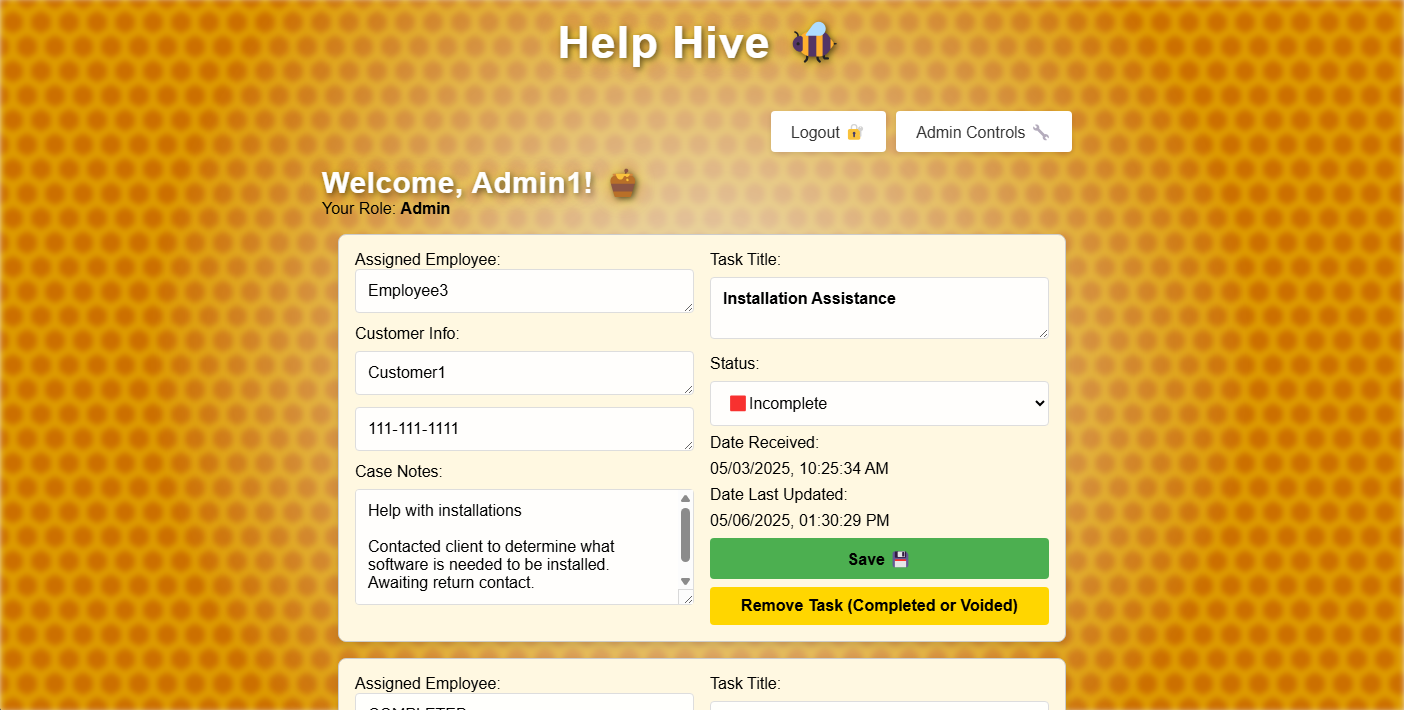 Help Hive
Logout
Admin Controls
Welcome, Admin1!
Your Role: Admin
Assigned Employee:
Employee3
Customer Info:
Customer1
111-111-1111
Case Notes:
Help with installations
Contacted client to determine what
software is needed to be installed.
Awaiting return contact.
Task Title:
Installation Assistance
Status:
Incomplete
Date Received:
05/03/2025, 10:25:34 AM
Date Last Updated:
05/06/2025, 01:30:29 PM
Save
Remove Task (Completed or Voided)
Assigned Employee:
COMPLETED
Task Title: